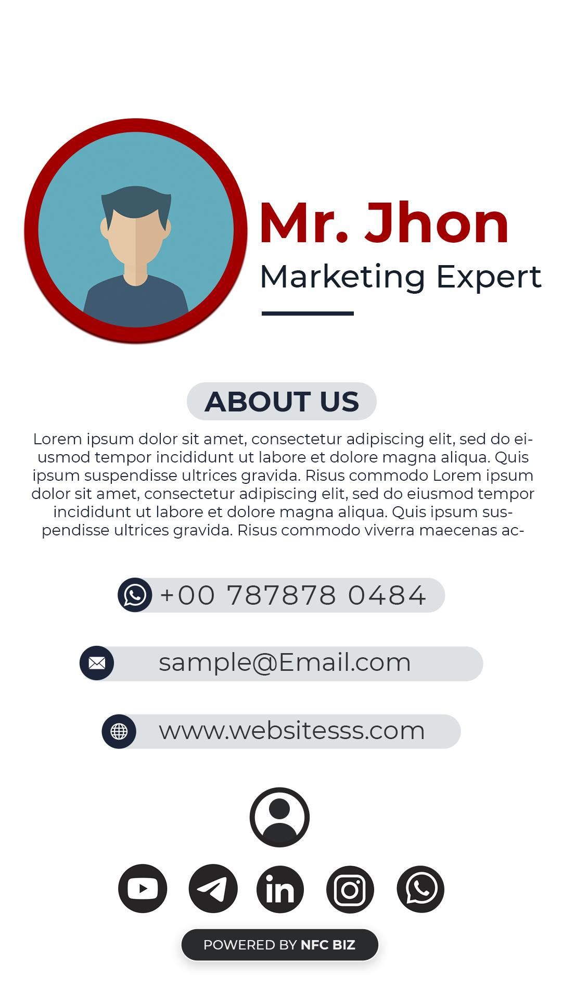 Mr. Jhon
Marketing Expert
ABOUT US
Lorem ipsum dolor sit amet, consectetur adipiscing elit, sed do ei-
usmod tempor incididunt ut labore et dolore magna aliqua. Quis
ipsum suspendisse ultrices gravida. Risus commodo Lorem ipsum
dolor sit amet, consectetur adipiscing elit, sed do eiusmod tempor
incididunt ut labore et dolore magna aliqua. Quis ipsum sus-
pendisse ultrices gravida. Risus commodo viverra maecenas ac-
+00 787878 0484
sample@Email.com
www.websitesss.com
in
POWERED BY NFC BIZ